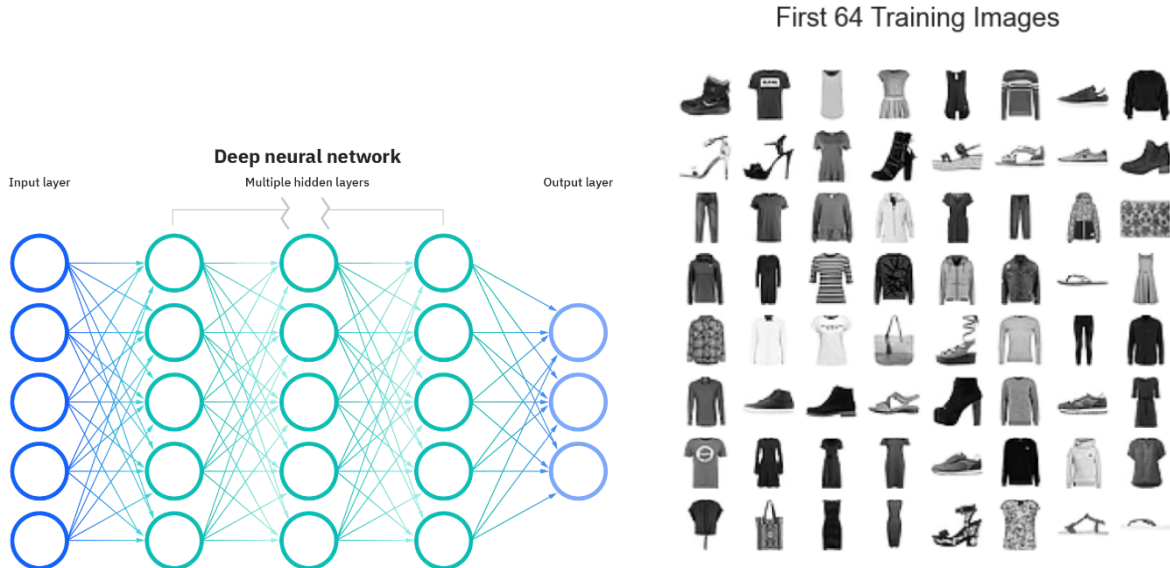 First 64 Training Images
Deep neural network
Input layer
Multiple hidden layers
Output layer